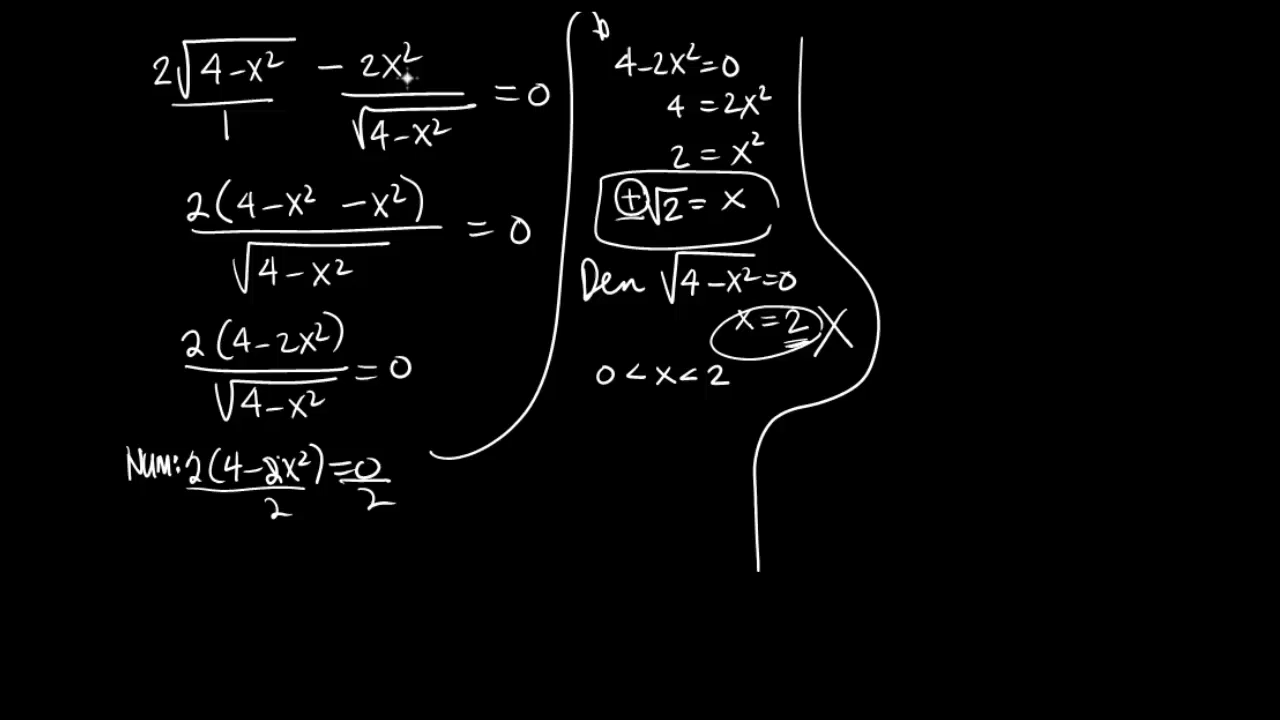 2√(4-x²)/1 - 2x²/√(4-x²) = 0
2(4-x² -x²)/√(4-x²) = 0
2(4-2x²)/√(4-x²) = 0
Num: 2(4-2x²)/2 = 0/2
4-2x²=0
4 = 2x²
2 = x²
+√2 = x
Den √(4-x²)=0
x=2 X
0 < x < 2